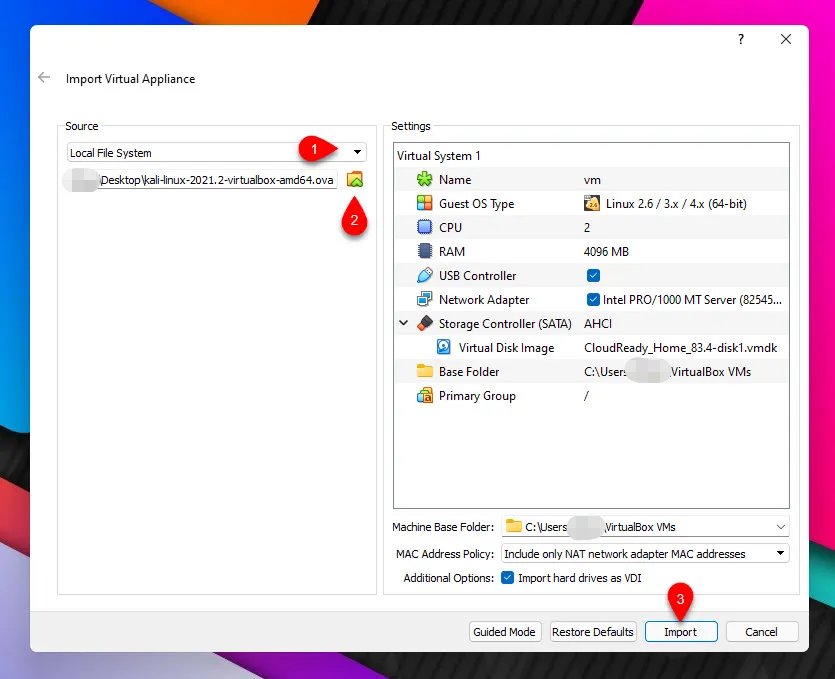 ?
Import Virtual Appliance
Source
Settings
Local File System
1
\Desktop\kali-linux-2021.2-virtualbox-amd64.ova
2
Virtual System 1
Name vm
Guest OS Type Linux 2.6 / 3.x / 4.x (64-bit)
CPU 2
RAM 4096 MB
USB Controller
Network Adapter Intel PRO/1000 MT Server (82545...
Storage Controller (SATA) AHCI
Virtual Disk Image CloudReady_Home_83.4-disk1.vmdk
Base Folder C:\Users \VirtualBox VMs
Primary Group /
Machine Base Folder: C:\Users \VirtualBox VMs
MAC Address Policy: Include only NAT network adapter MAC addresses
Additional Options: Import hard drives as VDI
3
Guided Mode Restore Defaults Import Cancel